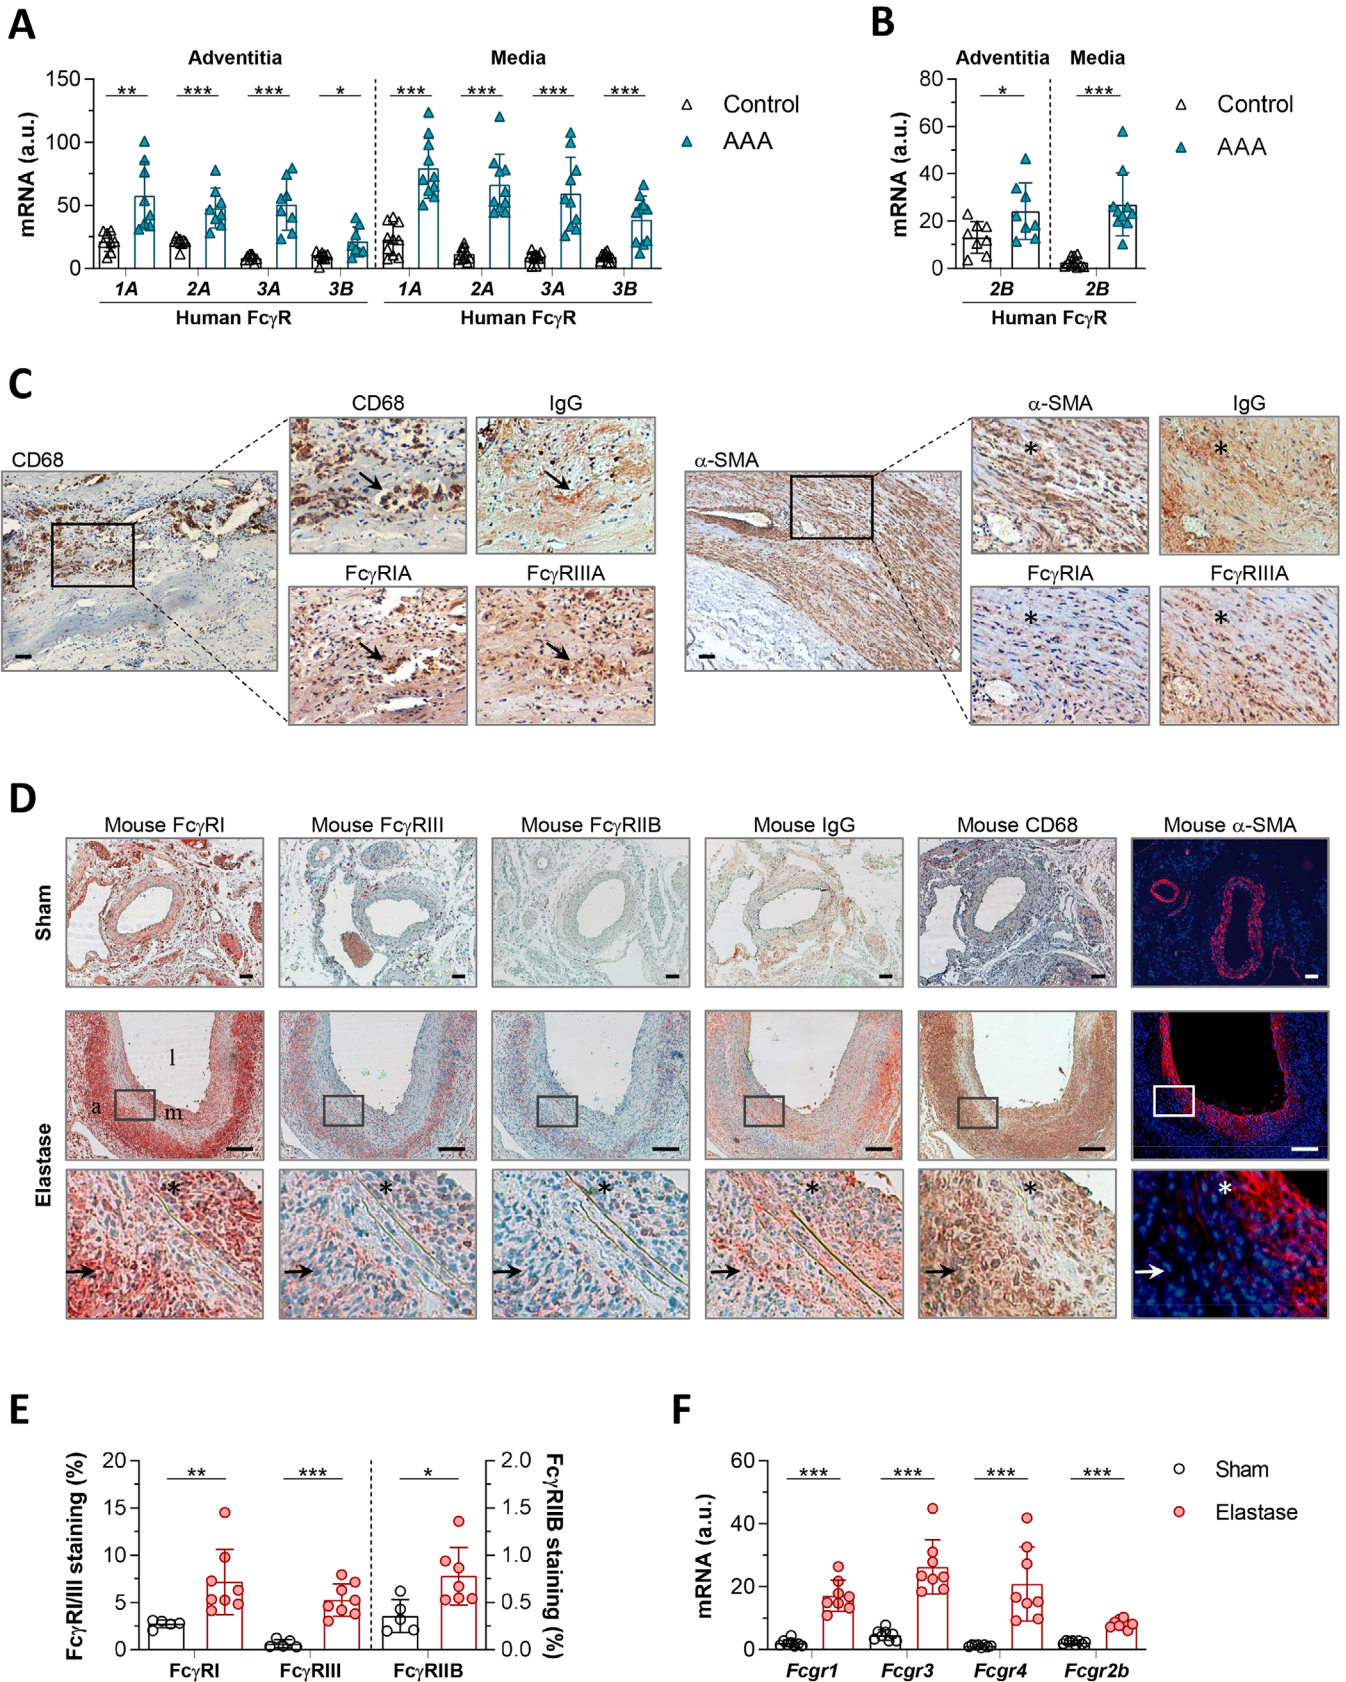 A
B
Adventitia
Media
mRNA (a.u.)
150
100
50
0
**
***
***
*
***
***
***
***
1A
2A
3A
3B
1A
2A
3A
3B
Human FcγR
Human FcγR
Control
AAA
Adventitia
Media
mRNA (a.u.)
80
60
40
20
0
*
***
2B
2B
Human FcγR
Control
AAA
C
CD68
CD68
IgG
FcγRIA
FcγRIIIA
α-SMA
α-SMA
*
IgG
*
FcγRIA
*
FcγRIIIA
*
D
Mouse FcγRI
Mouse FcγRIII
Mouse FcγRIIB
Mouse IgG
Mouse CD68
Mouse α-SMA
Sham
Elastase
l
a
m
*
*
*
*
*
*
E
FcγRI/III staining (%)
20
15
10
5
0
**
***
*
2.0
1.5
1.0
0.5
0.0
FcγRIIB staining (%)
FcγRI
FcγRIII
FcγRIIB
F
mRNA (a.u.)
60
40
20
0
***
***
***
***
Fcgr1
Fcgr3
Fcgr4
Fcgr2b
Sham
Elastase